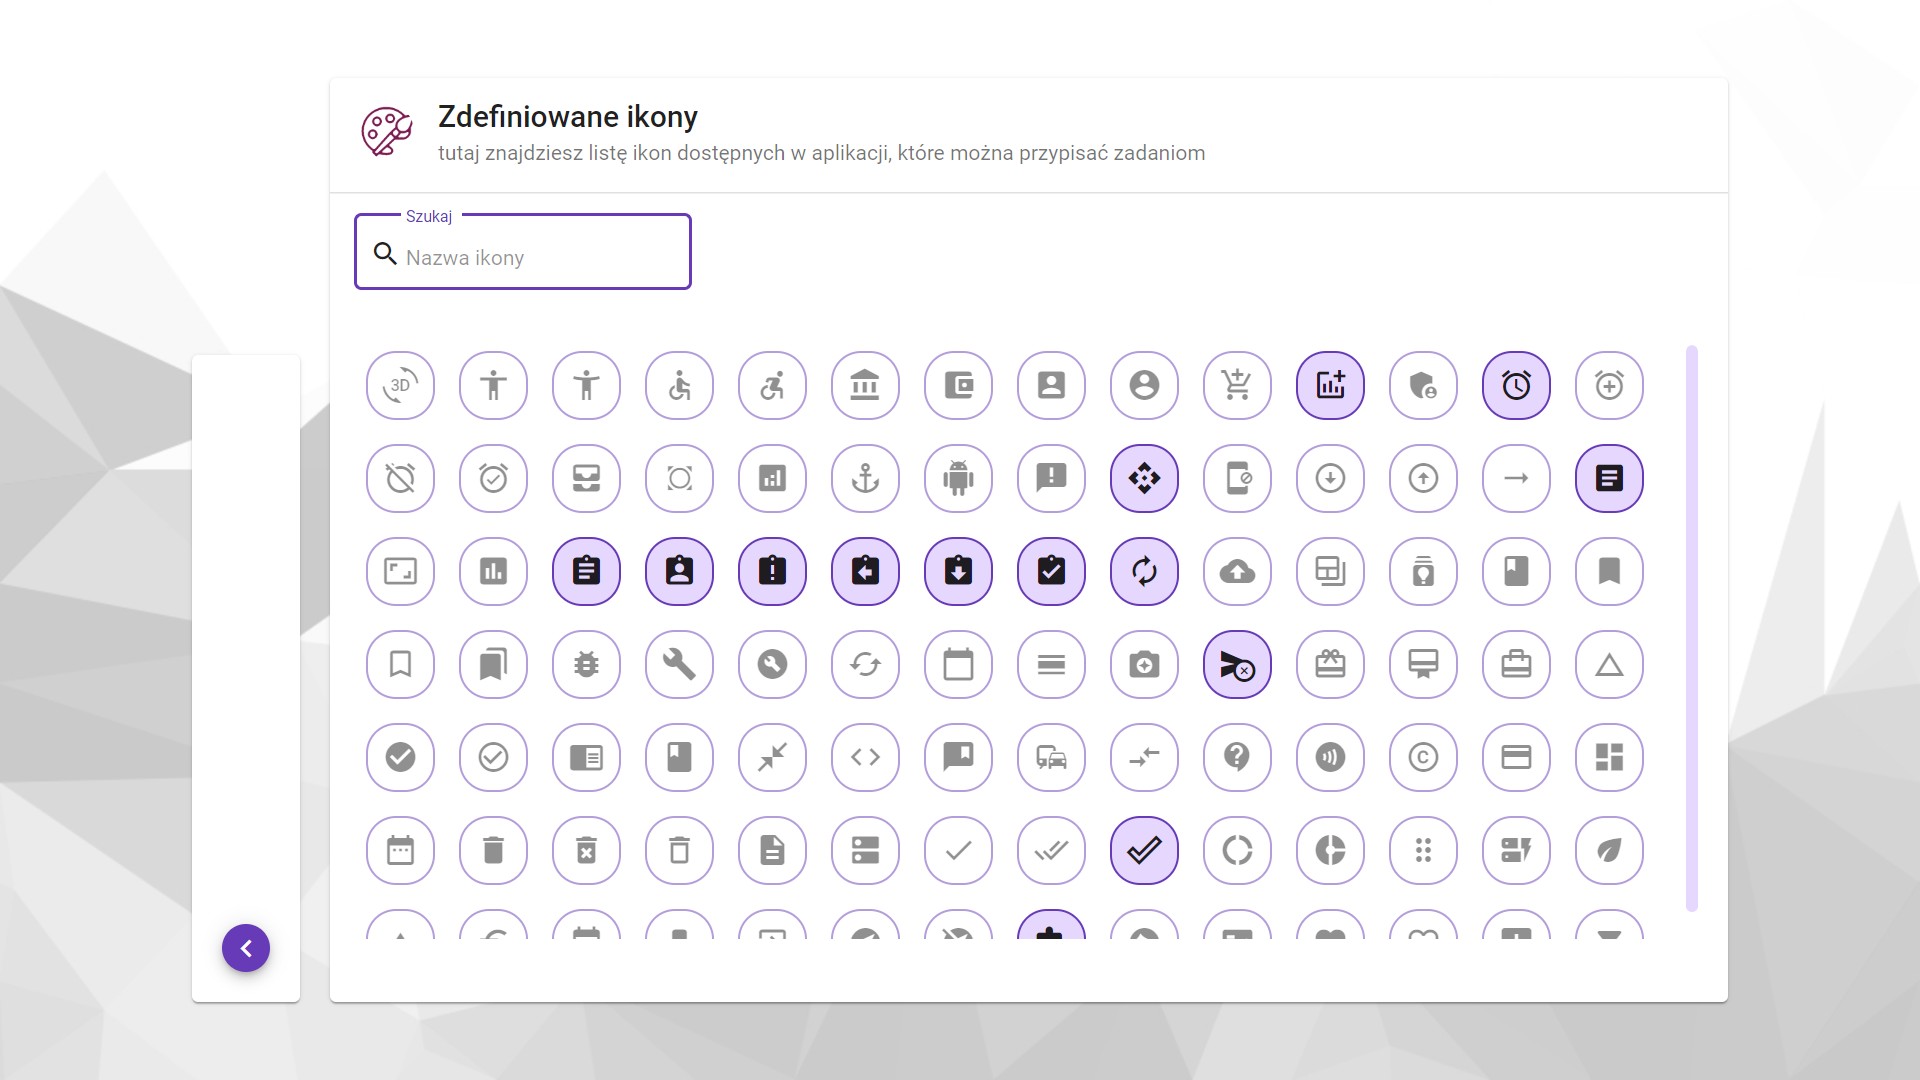 Zdefiniowane ikony
tutaj znajdziesz listę ikon dostępnych w aplikacji, które można przypisać zadaniom
Szukaj
Nazwa ikony
3D